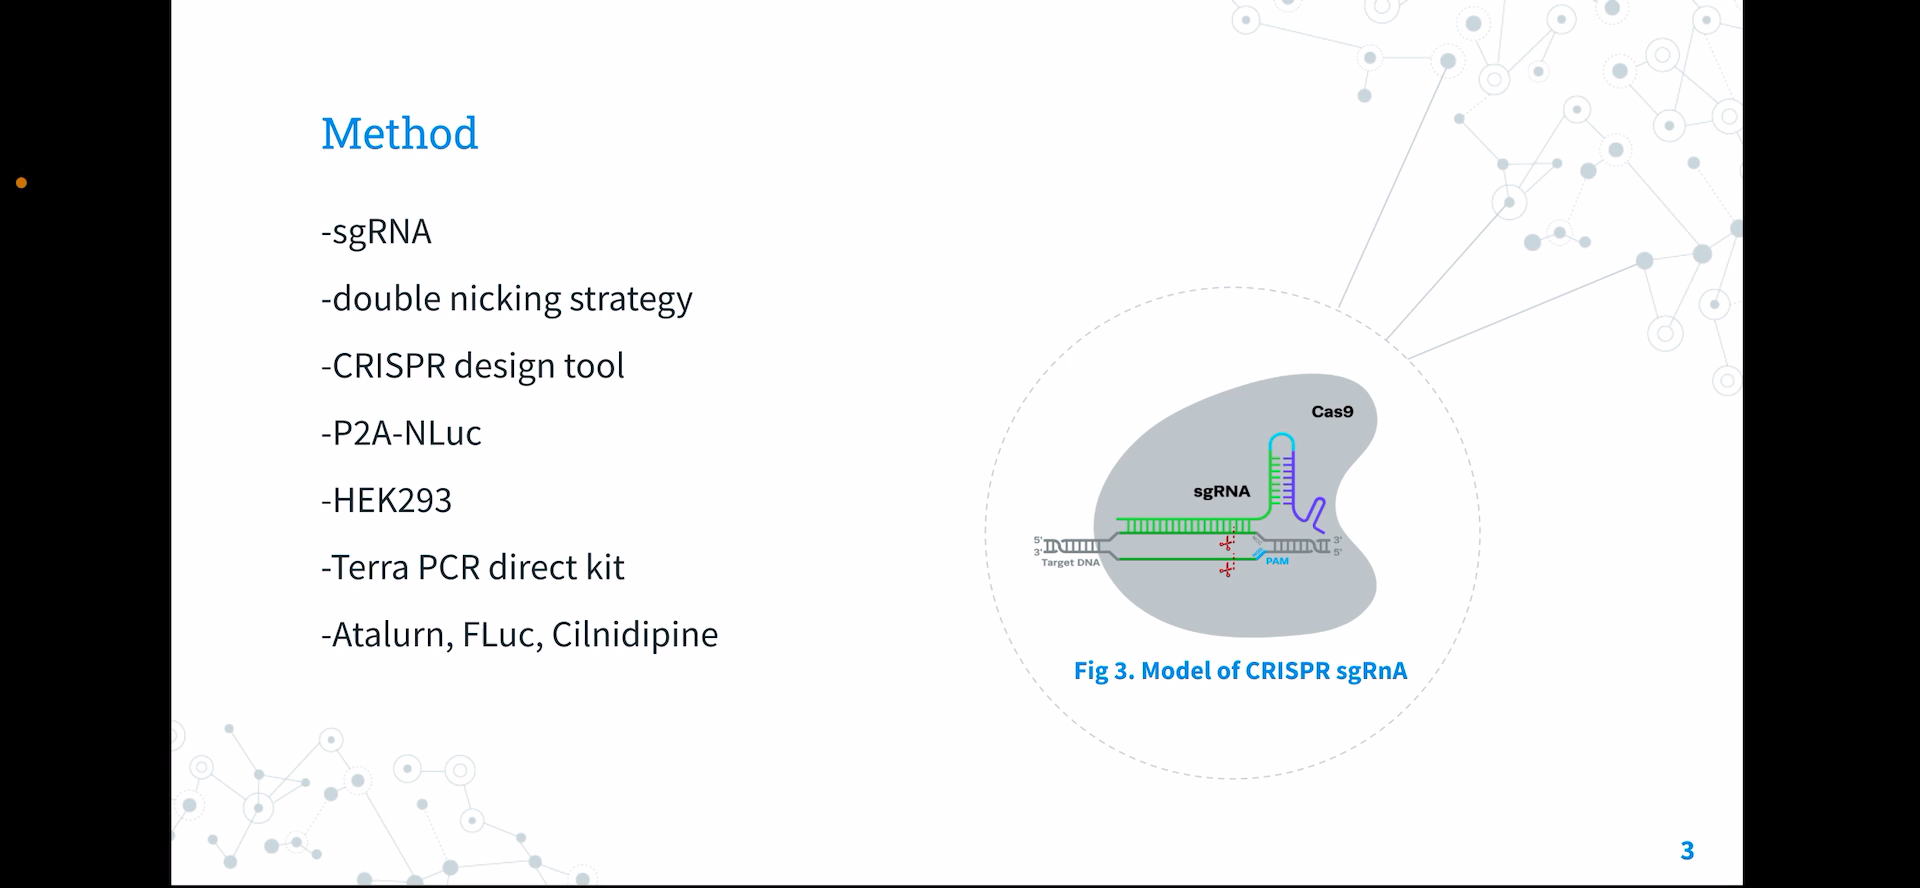 Method
-sgRNA
-double nicking strategy
-CRISPR design tool
-P2A-NLuc
-HEK293
-Terra PCR direct kit
-Atalurn, FLuc, Cilnidipine
Cas9
sgRNA
5'
3'
Target DNA
3'
5'
PAM
Fig 3. Model of CRISPR sgRnA
3